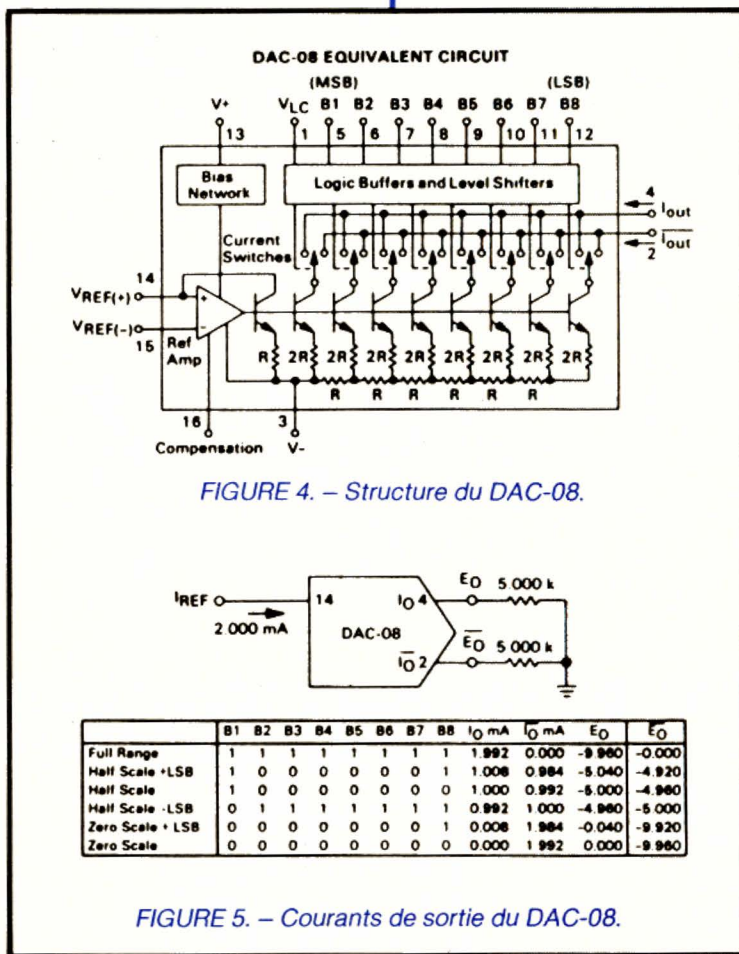 DAC-08 EQUIVALENT CIRCUIT
(MSB) (LSB)
V+ VLC B1 B2 B3 B4 B5 B6 B7 B8
13 1 5 6 7 8 9 10 11 12
Bias Network
Logic Buffers and Level Shifters
4
Iout
Iout
2
Current Switches
14
VREF(+)
+
VREF(-)
-
15
Ref Amp
R 2R 2R 2R 2R 2R 2R 2R 2R
R R R R R R
16 3
Compensation V-
FIGURE 4. – Structure du DAC-08.
IREF 14 IO 4 EO 5 000 k
2.000 mA DAC-08
IO 2 EO 5 000 k
B1 B2 B3 B4 B5 B6 B7 B8 IO mA IO mA EO EO
Full Range 1 1 1 1 1 1 1 1 1.992 0.000 -9.960 -0.000
Half Scale +LSB 1 0 0 0 0 0 0 1 1.008 0.984 -5.040 -4.920
Half Scale 1 0 0 0 0 0 0 0 1.000 0.992 -5.000 -4.960
Half Scale -LSB 0 1 1 1 1 1 1 1 0.992 1.000 -4.960 -5.000
Zero Scale + LSB 0 0 0 0 0 0 0 1 0.008 1.984 -0.040 -9.920
Zero Scale 0 0 0 0 0 0 0 0 0.000 1 992 0.000 -9.960
FIGURE 5. – Courants de sortie du DAC-08.